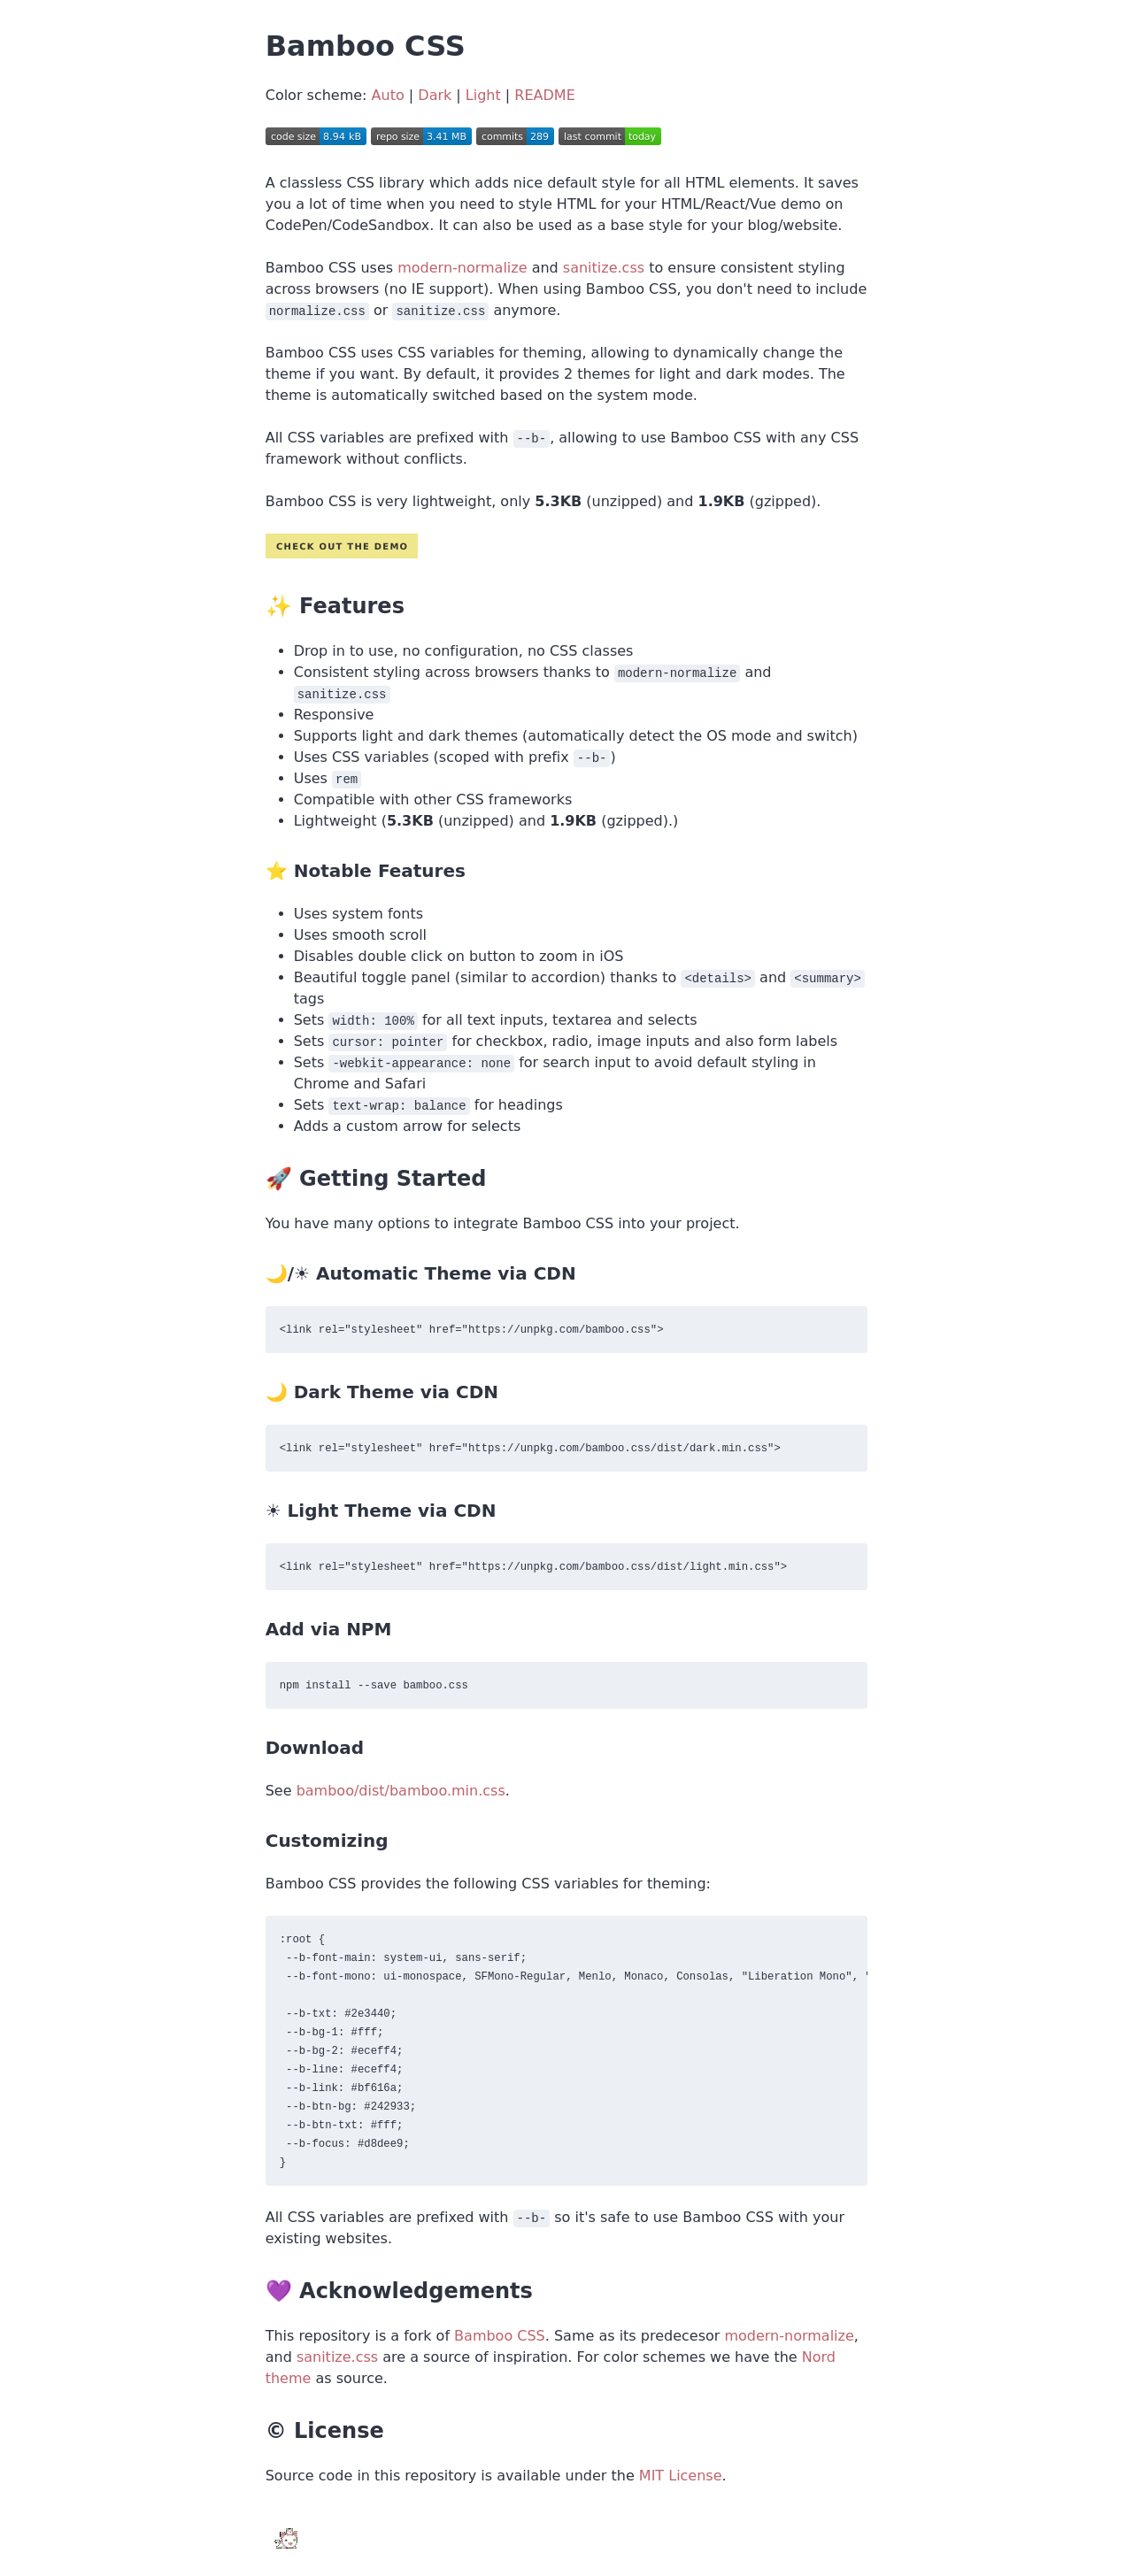 Bamboo CSS
Color scheme: Auto | Dark | Light | README
code size 8.94 kB repo size 3.41 MB commits 289 last commit today
A classless CSS library which adds nice default style for all HTML elements. It saves
you a lot of time when you need to style HTML for your HTML/React/Vue demo on
CodePen/CodeSandbox. It can also be used as a base style for your blog/website.
Bamboo CSS uses modern-normalize and sanitize.css to ensure consistent styling
across browsers (no IE support). When using Bamboo CSS, you don't need to include
normalize.css or sanitize.css anymore.
Bamboo CSS uses CSS variables for theming, allowing to dynamically change the
theme if you want. By default, it provides 2 themes for light and dark modes. The
theme is automatically switched based on the system mode.
All CSS variables are prefixed with --b-, allowing to use Bamboo CSS with any CSS
framework without conflicts.
Bamboo CSS is very lightweight, only 5.3KB (unzipped) and 1.9KB (gzipped).
CHECK OUT THE DEMO
✨ Features
• Drop in to use, no configuration, no CSS classes
• Consistent styling across browsers thanks to modern-normalize and
sanitize.css
• Responsive
• Supports light and dark themes (automatically detect the OS mode and switch)
• Uses CSS variables (scoped with prefix --b-)
• Uses rem
• Compatible with other CSS frameworks
• Lightweight (5.3KB (unzipped) and 1.9KB (gzipped).)
⭐ Notable Features
• Uses system fonts
• Uses smooth scroll
• Disables double click on button to zoom in iOS
• Beautiful toggle panel (similar to accordion) thanks to <details> and <summary>
tags
• Sets width: 100% for all text inputs, textarea and selects
• Sets cursor: pointer for checkbox, radio, image inputs and also form labels
• Sets -webkit-appearance: none for search input to avoid default styling in
Chrome and Safari
• Sets text-wrap: balance for headings
• Adds a custom arrow for selects
🚀 Getting Started
You have many options to integrate Bamboo CSS into your project.
🌙/☀ Automatic Theme via CDN
<link rel="stylesheet" href="https://unpkg.com/bamboo.css">
🌙 Dark Theme via CDN
<link rel="stylesheet" href="https://unpkg.com/bamboo.css/dist/dark.min.css">
☀ Light Theme via CDN
<link rel="stylesheet" href="https://unpkg.com/bamboo.css/dist/light.min.css">
Add via NPM
npm install --save bamboo.css
Download
See bamboo/dist/bamboo.min.css.
Customizing
Bamboo CSS provides the following CSS variables for theming:
:root {
--b-font-main: system-ui, sans-serif;
--b-font-mono: ui-monospace, SFMono-Regular, Menlo, Monaco, Consolas, "Liberation Mono", "
--b-txt: #2e3440;
--b-bg-1: #fff;
--b-bg-2: #eceff4;
--b-line: #eceff4;
--b-link: #bf616a;
--b-btn-bg: #242933;
--b-btn-txt: #fff;
--b-focus: #d8dee9;
}
All CSS variables are prefixed with --b- so it's safe to use Bamboo CSS with your
existing websites.
💜 Acknowledgements
This repository is a fork of Bamboo CSS. Same as its predecesor modern-normalize,
and sanitize.css are a source of inspiration. For color schemes we have the Nord
theme as source.
© License
Source code in this repository is available under the MIT License.